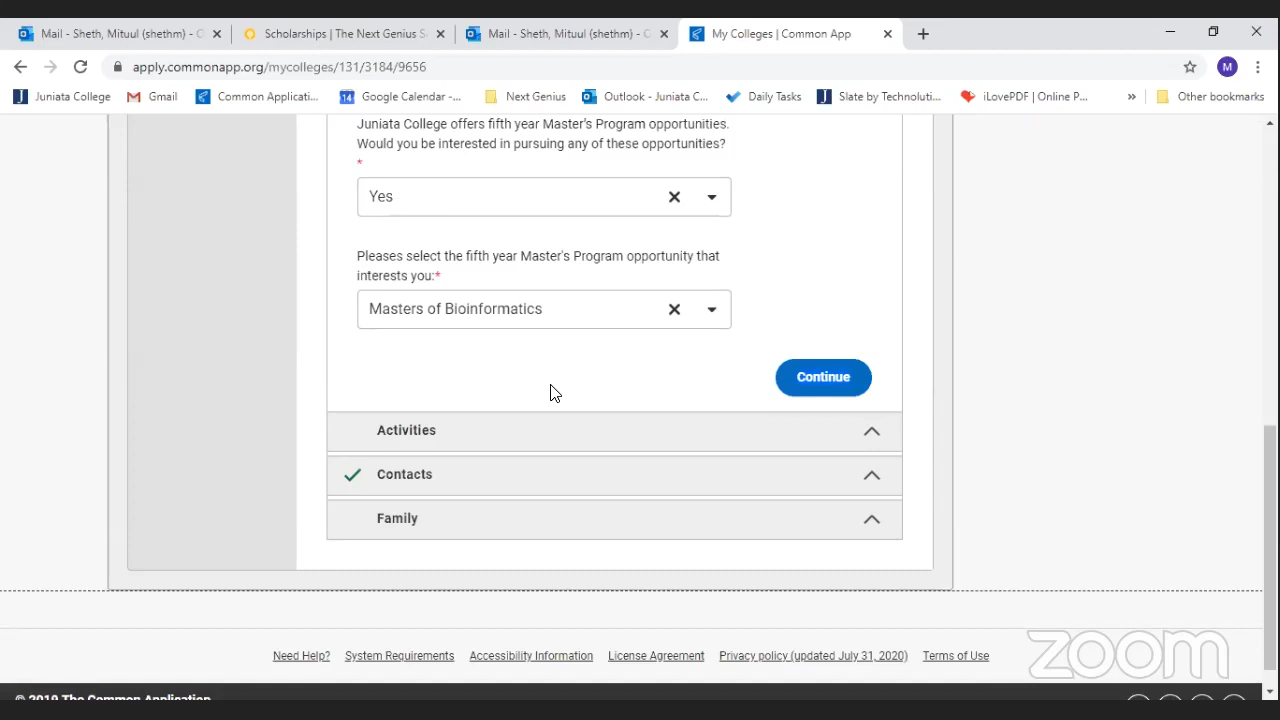 Mail - Sheth, Mituul (shethm) - O
Scholarships | The Next Genius S
Mail - Sheth, Mituul (shethm) - O
My Colleges | Common App
apply.commonapp.org/mycolleges/131/3184/9656
M
J Juniata College
Gmail
Common Applicati...
14 Google Calendar -...
Next Genius
Outlook - Juniata C...
Daily Tasks
J Slate by Technoluti...
iLovePDF | Online P...
»
Other bookmarks
Juniata College offers fifth year Master's Program opportunities.
Would you be interested in pursuing any of these opportunities?
*
Yes
Pleases select the fifth year Master's Program opportunity that
interests you:*
Masters of Bioinformatics
Continue
Activities
Contacts
Family
Need Help?
System Requirements
Accessibility Information
License Agreement
Privacy policy (updated July 31, 2020)
Terms of Use
zoom
© 2019 The Common Application